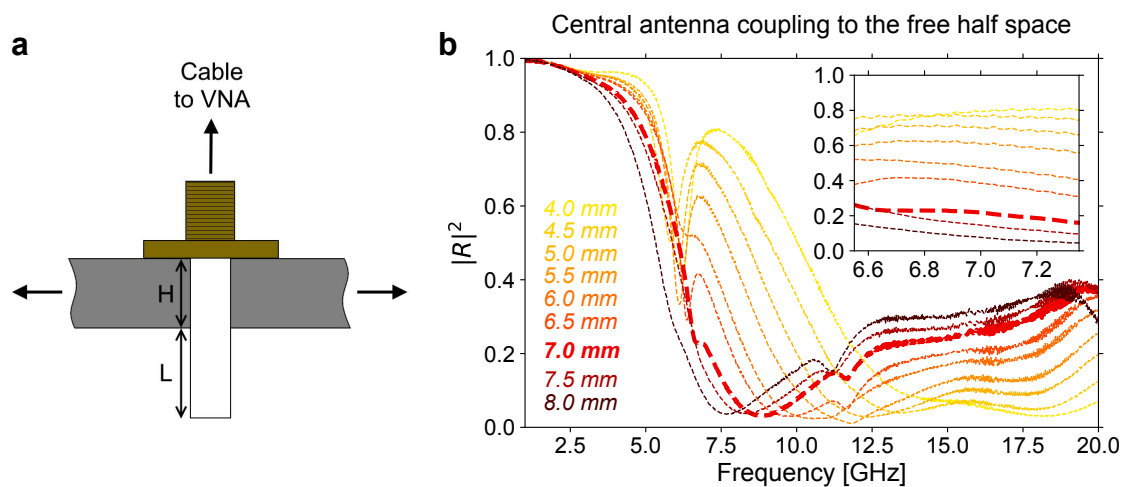 a
Cable
to VNA
H
L
b
Central antenna coupling to the free half space
|R|²
1.0
0.8
0.6
0.4
0.2
0.0
4.0 mm
4.5 mm
5.0 mm
5.5 mm
6.0 mm
6.5 mm
7.0 mm
7.5 mm
8.0 mm
1.0
0.8
0.6
0.4
0.2
0.0
6.6 6.8 7.0 7.2
2.5 5.0 7.5 10.0 12.5 15.0 17.5 20.0
Frequency [GHz]